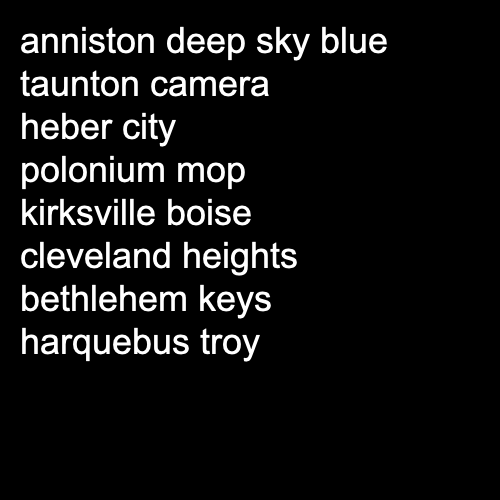 anniston deep sky blue
taunton camera
heber city
polonium mop
kirksville boise
cleveland heights
bethlehem keys
harquebus troy